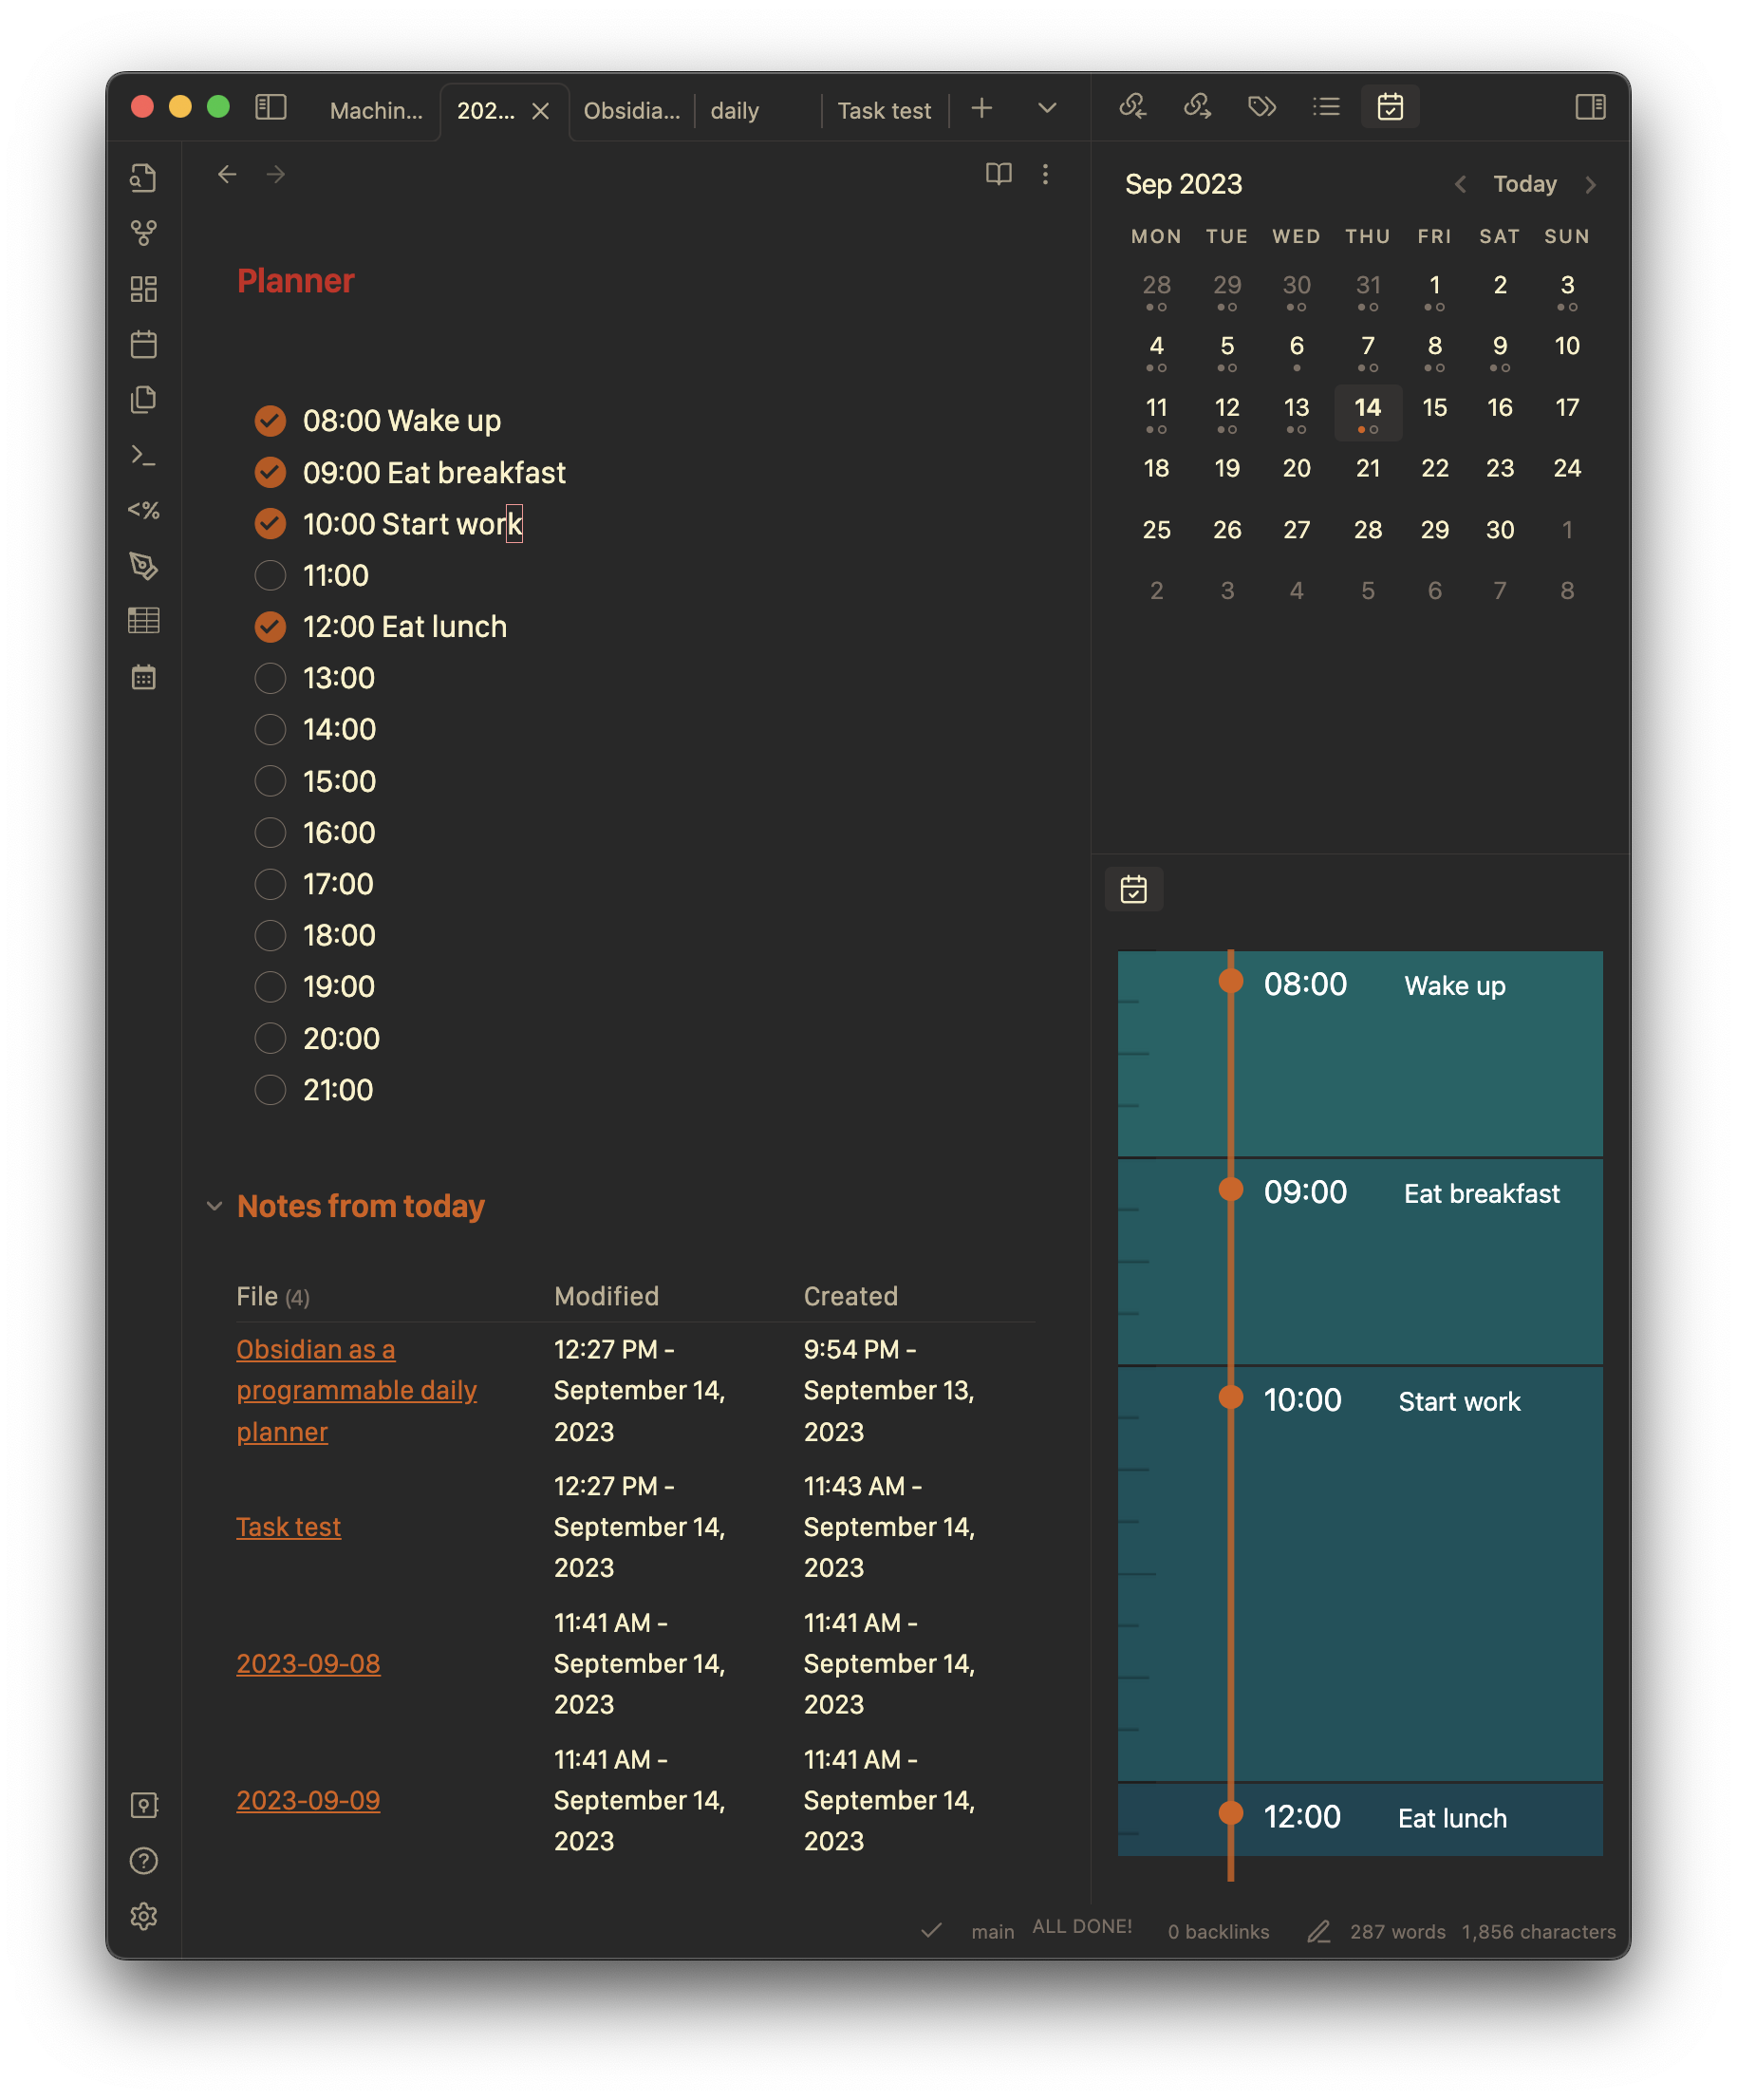 Machin...
202...
Obsidia...
daily
Task test
Planner
08:00 Wake up
09:00 Eat breakfast
10:00 Start work
11:00
12:00 Eat lunch
13:00
14:00
15:00
16:00
17:00
18:00
19:00
20:00
21:00
Notes from today
File (4) Modified Created
Obsidian as a
programmable daily
planner
12:27 PM -
September 14,
2023
9:54 PM -
September 13,
2023
Task test
12:27 PM -
September 14,
2023
11:43 AM -
September 14,
2023
2023-09-08
11:41 AM -
September 14,
2023
11:41 AM -
September 14,
2023
2023-09-09
11:41 AM -
September 14,
2023
11:41 AM -
September 14,
2023
Sep 2023
Today
MON TUE WED THU FRI SAT SUN
28 29 30 31 1 2 3
4 5 6 7 8 9 10
11 12 13 14 15 16 17
18 19 20 21 22 23 24
25 26 27 28 29 30 1
2 3 4 5 6 7 8
08:00 Wake up
09:00 Eat breakfast
10:00 Start work
12:00 Eat lunch
main
ALL DONE!
0 backlinks
287 words
1,856 characters
<%